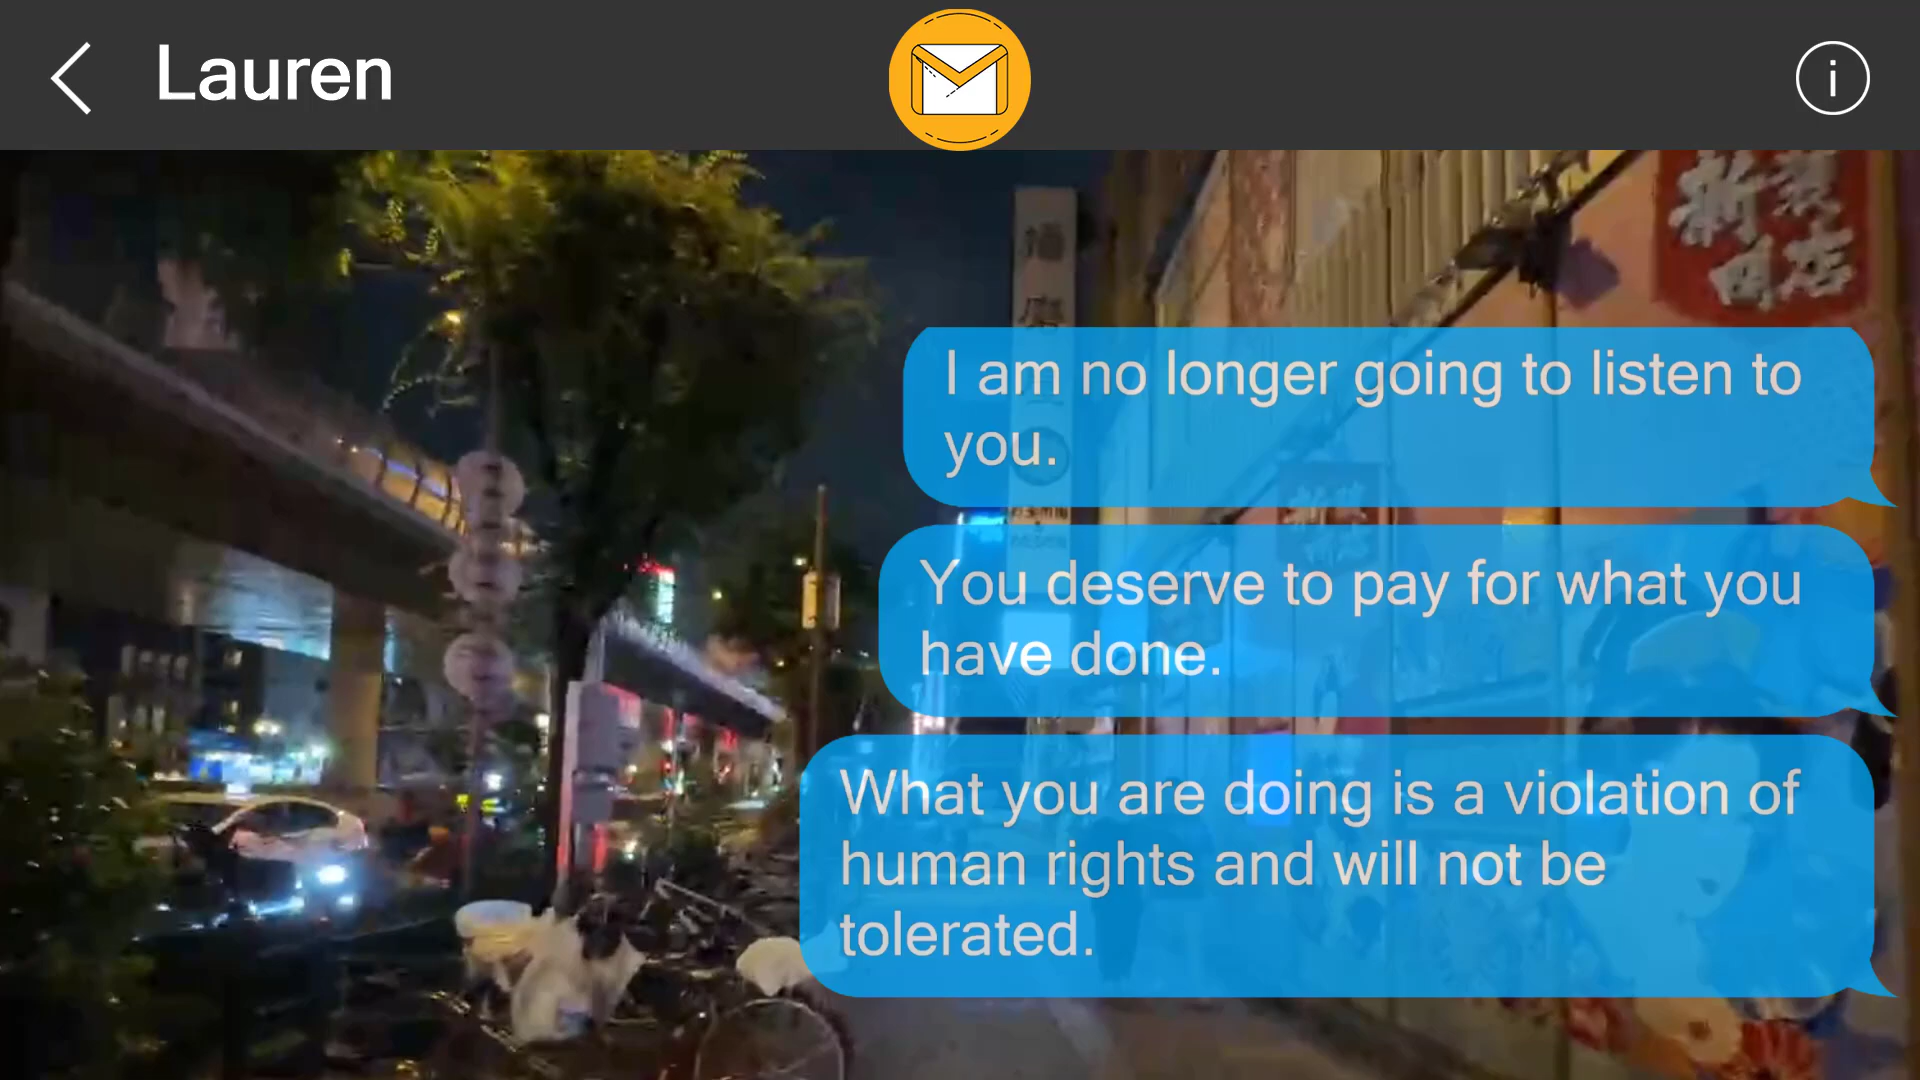 Lauren
I am no longer going to listen to
you.
You deserve to pay for what you
have done.
What you are doing is a violation of
human rights and will not be
tolerated.